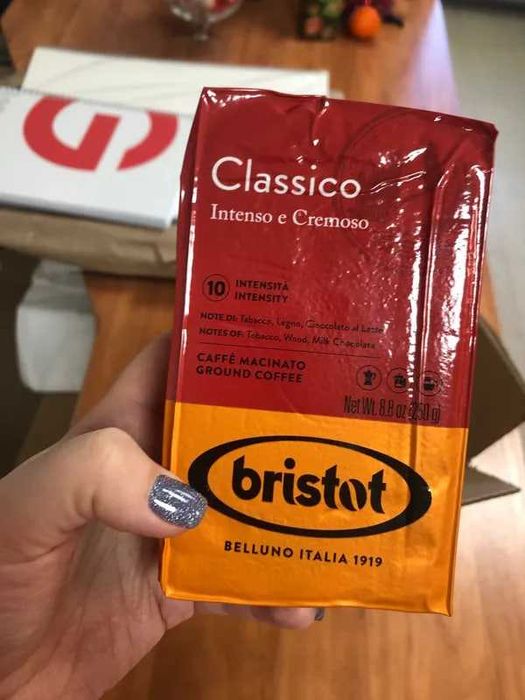 G
Classico
Intenso e Cremoso
10 INTENSITÀ
INTENSITY
NOTE DI: Tabacco, Legno, Cioccolato al Latte
NOTES OF: Tobacco, Wood, Milk Chocolate
CAFFÈ MACINATO
GROUND COFFEE
Net Wt. 8.8 oz (250 g)
bristot
BELLUNO ITALIA 1919